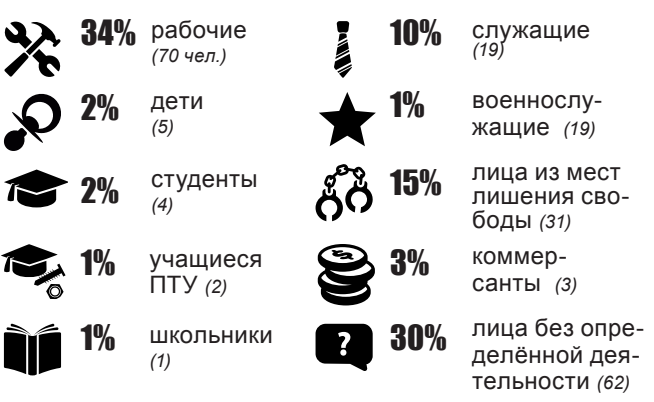 34% рабочие
(70 чел.)
2% дети
(5)
2% студенты
(4)
1% учащиеся
ПТУ (2)
1% школьники
(1)
10% служащие
(19)
1% военнослу-
жащие (19)
15% лица из мест
лишения сво-
боды (31)
3% коммер-
санты (3)
? 30% лица без опре-
делённой дея-
тельности (62)